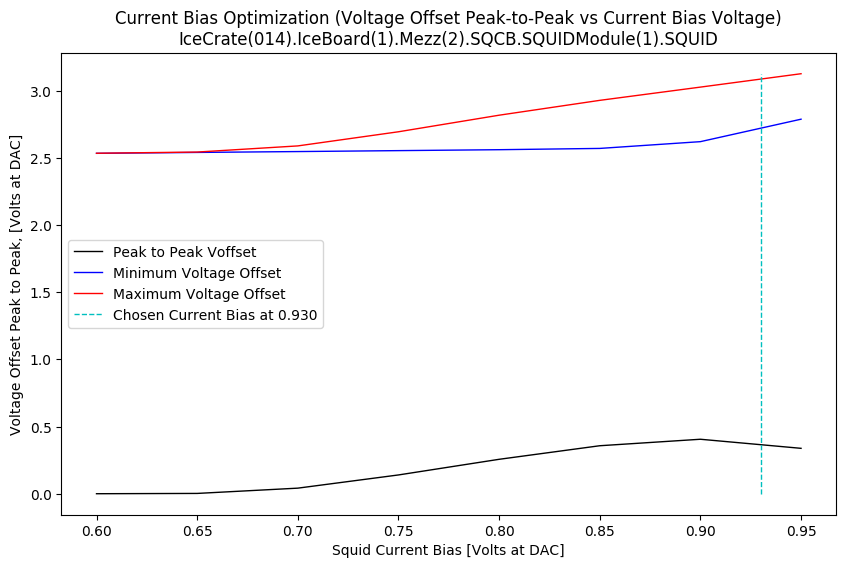 Current Bias Optimization (Voltage Offset Peak-to-Peak vs Current Bias Voltage)
IceCrate(014).IceBoard(1).Mezz(2).SQCB.SQUIDModule(1).SQUID
Voltage Offset Peak to Peak, [Volts at DAC]
3.0
2.5
2.0
1.5
1.0
0.5
0.0
Peak to Peak Voffset
Minimum Voltage Offset
Maximum Voltage Offset
Chosen Current Bias at 0.930
0.60 0.65 0.70 0.75 0.80 0.85 0.90 0.95
Squid Current Bias [Volts at DAC]